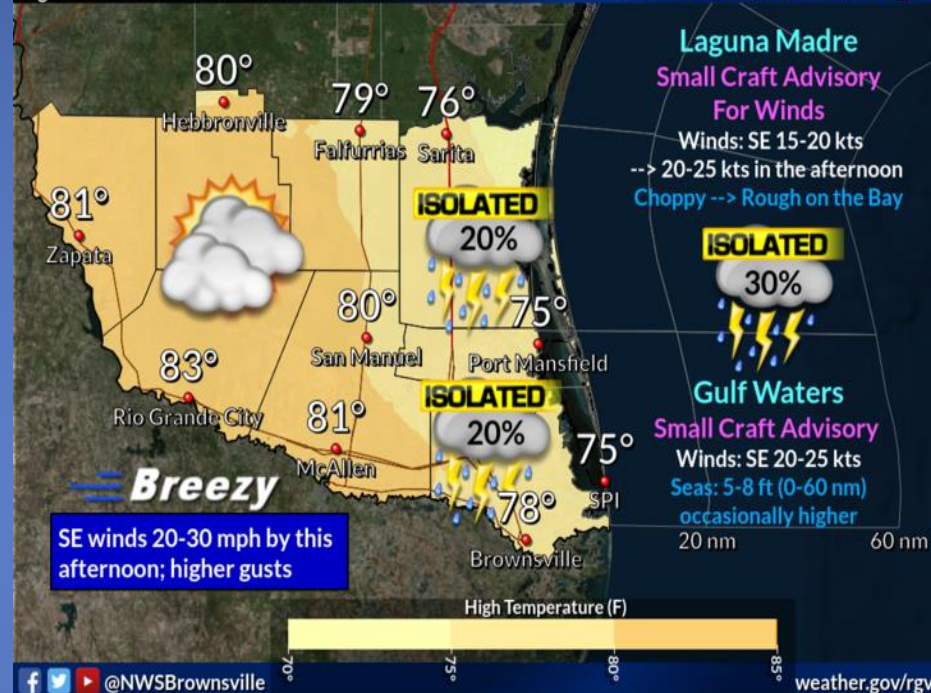 80°
Hebbronville
79°
Falfurrias
76°
Sarita
81°
Zapata
ISOLATED
20%
80°
San Manuel
75°
Port Mansfield
83°
Rio Grande City
81°
McAllen
ISOLATED
20%
78°
Brownsville
75°
SPI
Laguna Madre
Small Craft Advisory
For Winds
Winds: SE 15-20 kts
--> 20-25 kts in the afternoon
Choppy --> Rough on the Bay
ISOLATED
30%
Gulf Waters
Small Craft Advisory
Winds: SE 20-25 kts
Seas: 5-8 ft (0-60 nm)
occasionally higher
20 nm
60 nm
Breezy
SE winds 20-30 mph by this
afternoon; higher gusts
High Temperature (F)
70°
75°
80°
85°
@NWSBrownsville
weather.gov/rgv